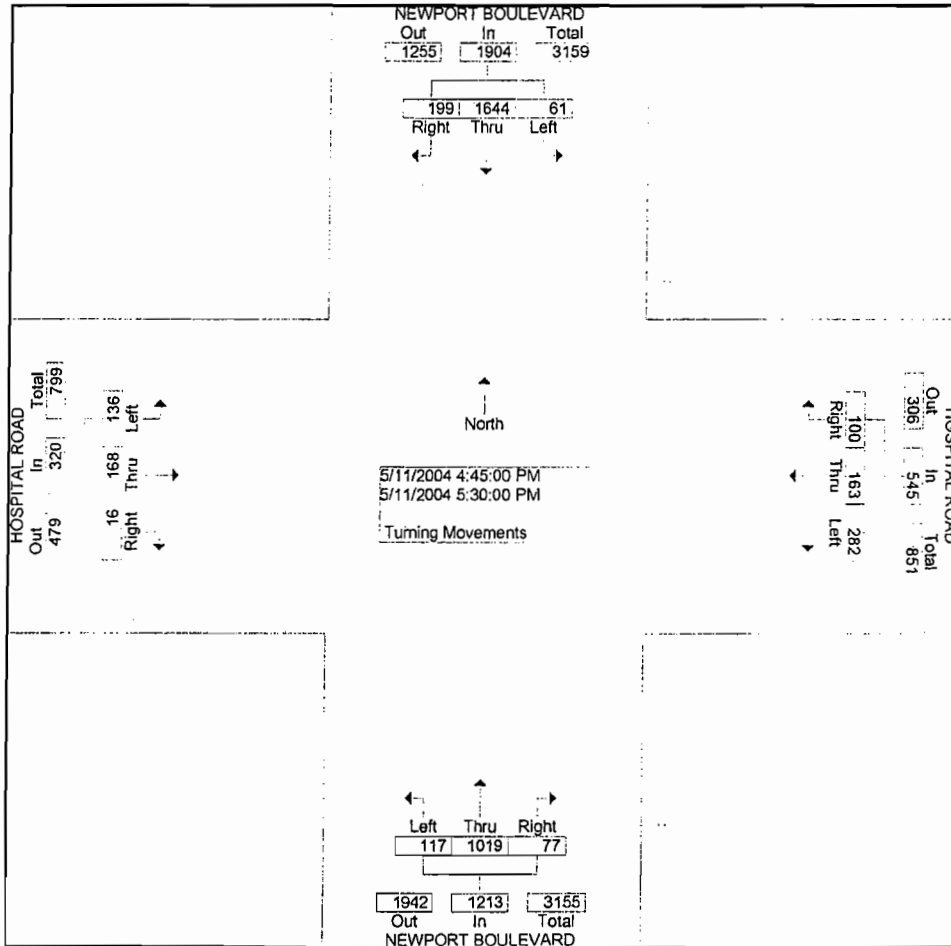 NEWPORT BOULEVARD
Out In Total
1255 1904 3159
199 1644 61
Right Thru Left
HOSPITAL ROAD
Out In Total
479 320 799
16 168 136
Right Thru Left
North
5/11/2004 4:45:00 PM
5/11/2004 5:30:00 PM
Turning Movements
Right Thru Left
100 163 282
306 545 851
Out In Total
HOSPITAL ROAD
Left Thru Right
117 1019 77
1942 1213 3155
Out In Total
NEWPORT BOULEVARD